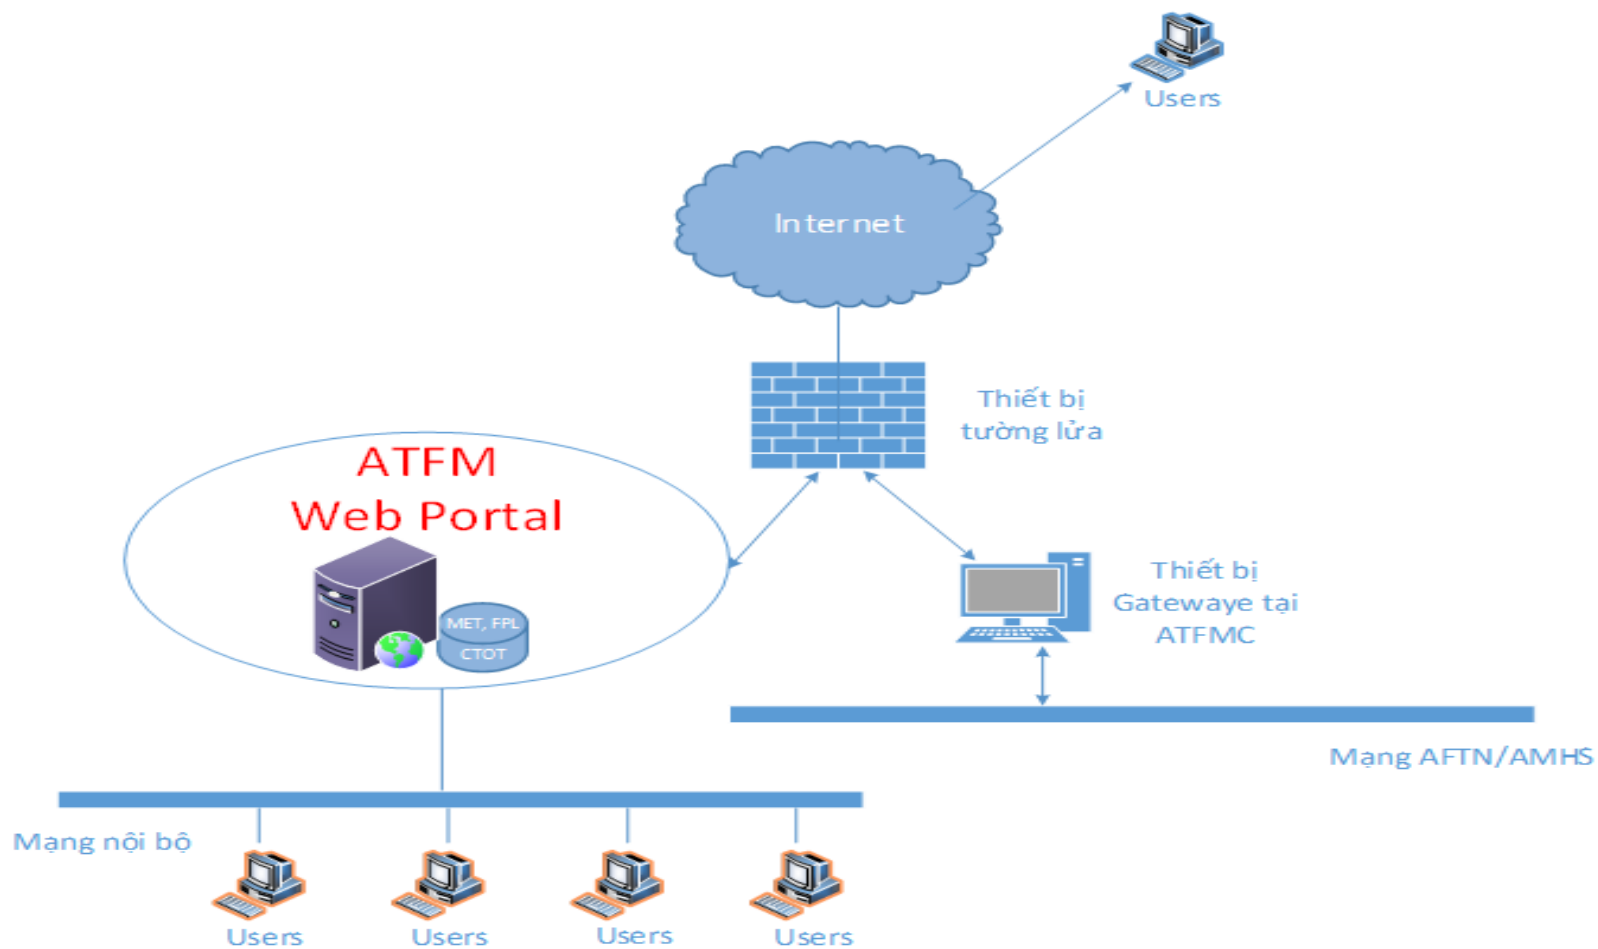 Users
Internet
Thiết bị
tường lửa
ATFM
Web Portal
MET, FPL
CTOT
Thiết bị
Gatewaye tại
ATFMC
Mạng AFTN/AMHS
Mạng nội bộ
Users
Users
Users
Users